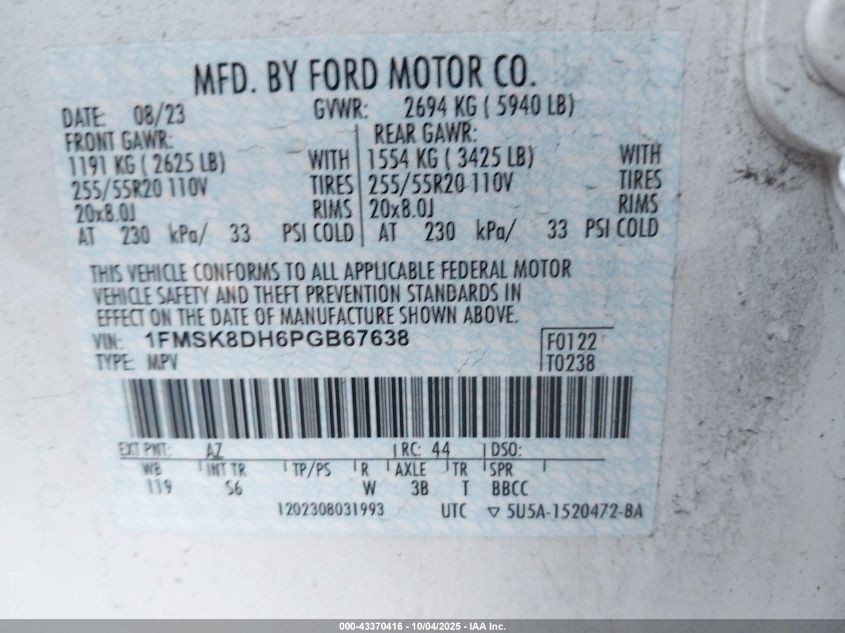 MFD. BY FORD MOTOR CO.
DATE: 08/23 GVWR: 2694 KG ( 5940 LB)
FRONT GAWR: REAR GAWR:
1191 KG ( 2625 LB) WITH 1554 KG ( 3425 LB) WITH
255/55R20 110V TIRES 255/55R20 110V TIRES
20x8.0J RIMS 20x8.0J RIMS
AT 230 kPa/ 33 PSI COLD AT 230 kPa/ 33 PSI COLD
THIS VEHICLE CONFORMS TO ALL APPLICABLE FEDERAL MOTOR
VEHICLE SAFETY AND THEFT PREVENTION STANDARDS IN
EFFECT ON THE DATE OF MANUFACTURE SHOWN ABOVE.
VIN: 1FMSK8DH6PGB67638 F0122
TYPE: MPV T0238
EXT PNT: AZ RC: 44 DSO:
WB INT TR TP/PS R AXLE TR SPR
119 S6 W 3B T BBCC
1202308031993 UTC ▽ 5U5A-1520472-BA
000-43370416 - 10/04/2025 - IAA Inc.